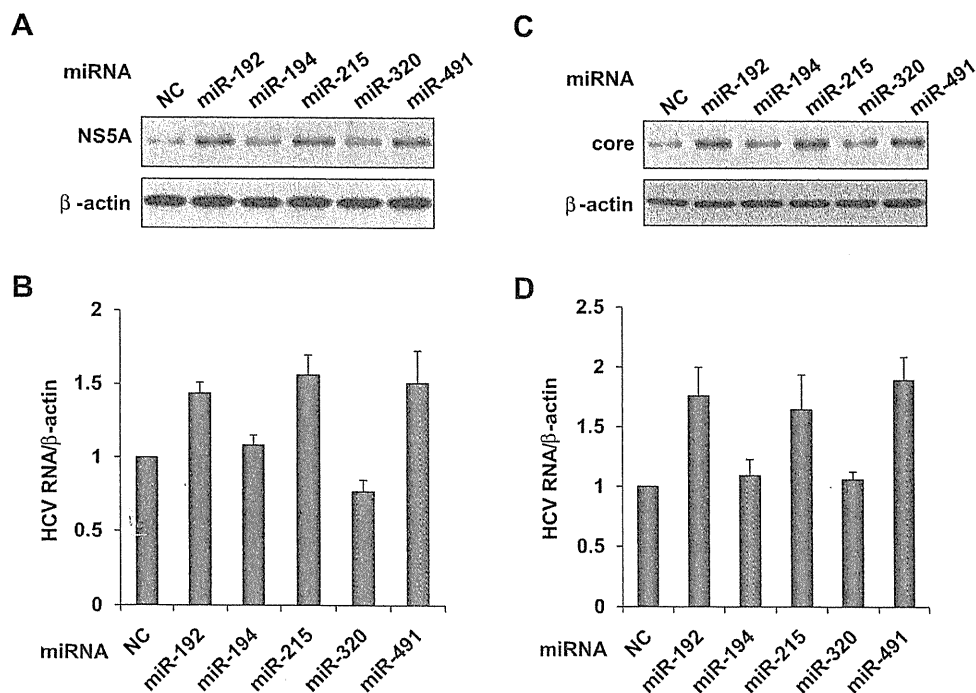 A
miRNA
NC miR-192 miR-194 miR-215 miR-320 miR-491
NS5A
β -actin
B
2
1.5
1
0.5
0
HCV RNA/β-actin
miRNA
NC miR-192 miR-194 miR-215 miR-320 miR-491
C
miRNA
NC miR-192 miR-194 miR-215 miR-320 miR-491
core
β-actin
D
2.5
2
1.5
1
0.5
0
HCV RNA/β-actin
miRNA
NC miR-192 miR-194 miR-215 miR-320 miR-491